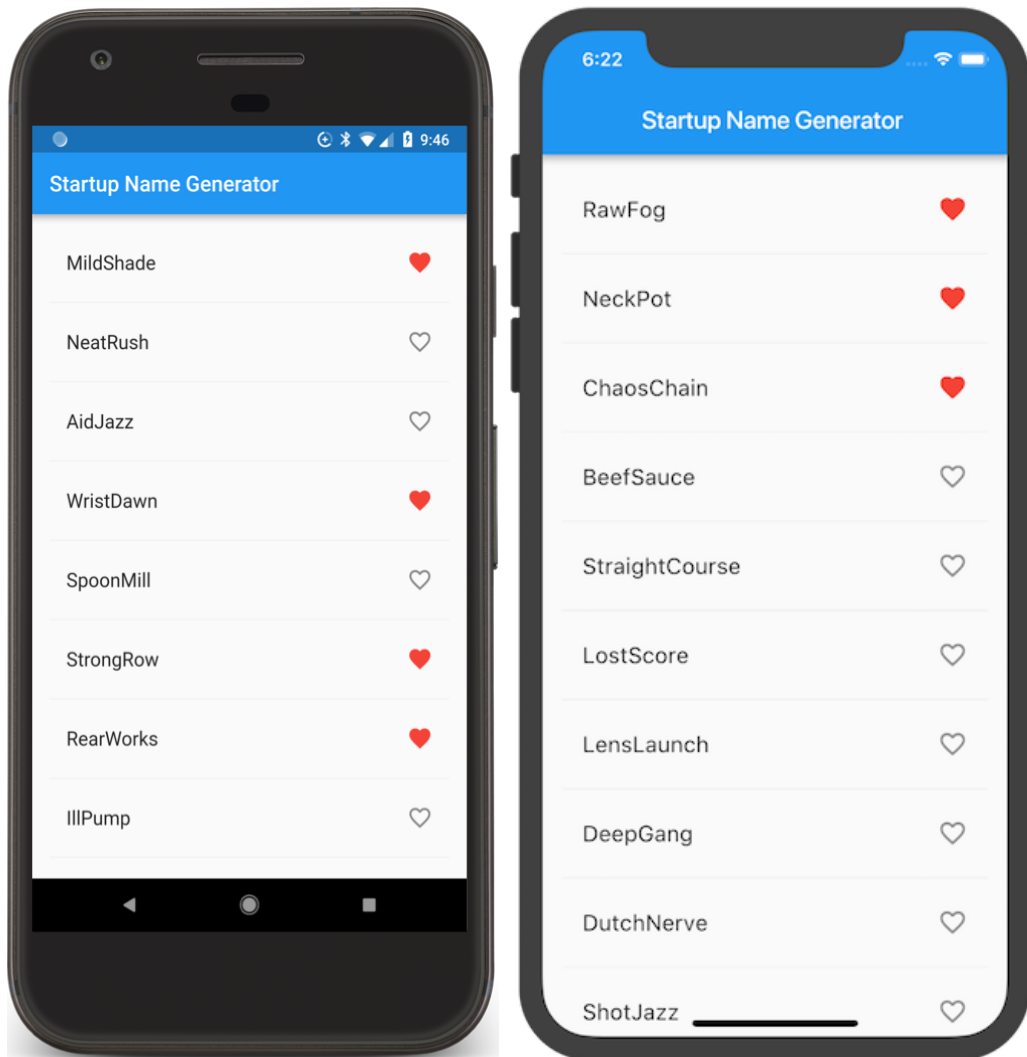 9:46
Startup Name Generator
MildShade
NeatRush
AidJazz
WristDawn
SpoonMill
StrongRow
RearWorks
IllPump
6:22
Startup Name Generator
RawFog
NeckPot
ChaosChain
BeefSauce
StraightCourse
LostScore
LensLaunch
DeepGang
DutchNerve
ShotJazz